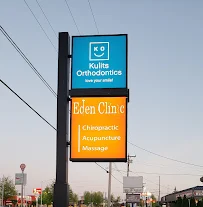 KO
Kulits
Orthodontics
love your smile!
Eden Clinic
Chiropractic
Acupuncture
Massage